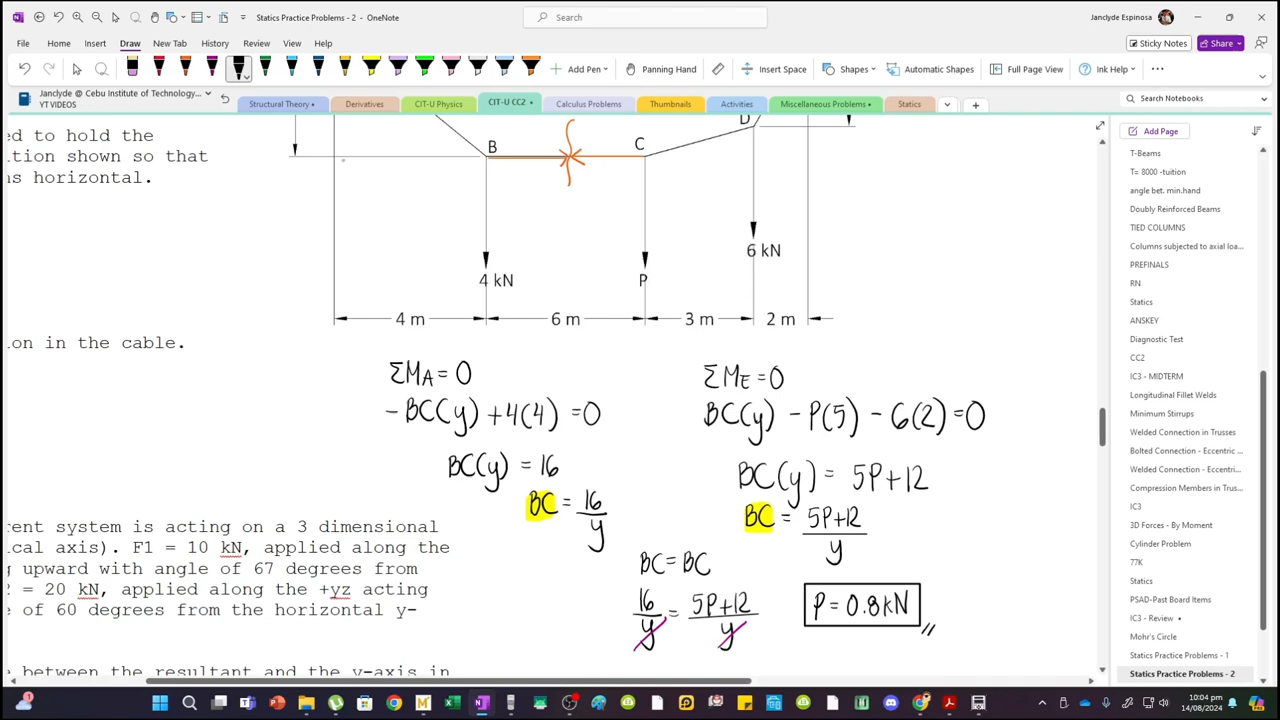 Statics Practice Problems - 2 - OneNote
Search
Janclyde Espinosa
File Home Insert Draw New Tab History Review View Help
Sticky Notes Share
Add Pen Panning Hand Insert Space Shapes Automatic Shapes Full Page View Ink Help
Janclyde @ Cebu Institute of Technology...
YT VIDEOS
Structural Theory Derivatives CIT-U Physics CIT-U CC2 Calculus Problems Thumbnails Activities Miscellaneous Problems Statics
Search Notebooks
Add Page
T-Beams
T= 8000 -tuition
angle bet. min.hand
Doubly Reinforced Beams
TIED COLUMNS
Columns subjected to axial loa...
PREFINALS
RN
Statics
ANSKEY
Diagnostic Test
CC2
IC3 - MIDTERM
Longitudinal Fillet Welds
Minimum Stirrups
Welded Connection in Trusses
Bolted Connection - Eccentric ...
Welded Connection - Eccentric ...
Compression Members in Trus...
IC3
3D Forces - By Moment
Cylinder Problem
77K
Statics
PSAD-Past Board Items
IC3 - Review
Mohr's Circle
Statics Practice Problems - 1
Statics Practice Problems - 2
ed to hold the
ition shown so that
ns horizontal.
B
C
D
4 kN
P
6 kN
4 m 6 m 3 m 2 m
ion in the cable.
ΣMA = 0
-BC(y) + 4(4) = 0
BC(y) = 16
BC = 16/y
ΣME = 0
BC(y) - P(5) - 6(2) = 0
BC(y) = 5P+12
BC = 5P+12/y
BC = BC
16/y = 5P+12/y
P = 0.8kN
rent system is acting on a 3 dimensional
ical axis). F1 = 10 kN, applied along the
g upward with angle of 67 degrees from
2 = 20 kN, applied along the +yz acting
e of 60 degrees from the horizontal y-
e between the resultant and the y-axis in
10:04 pm
14/08/2024